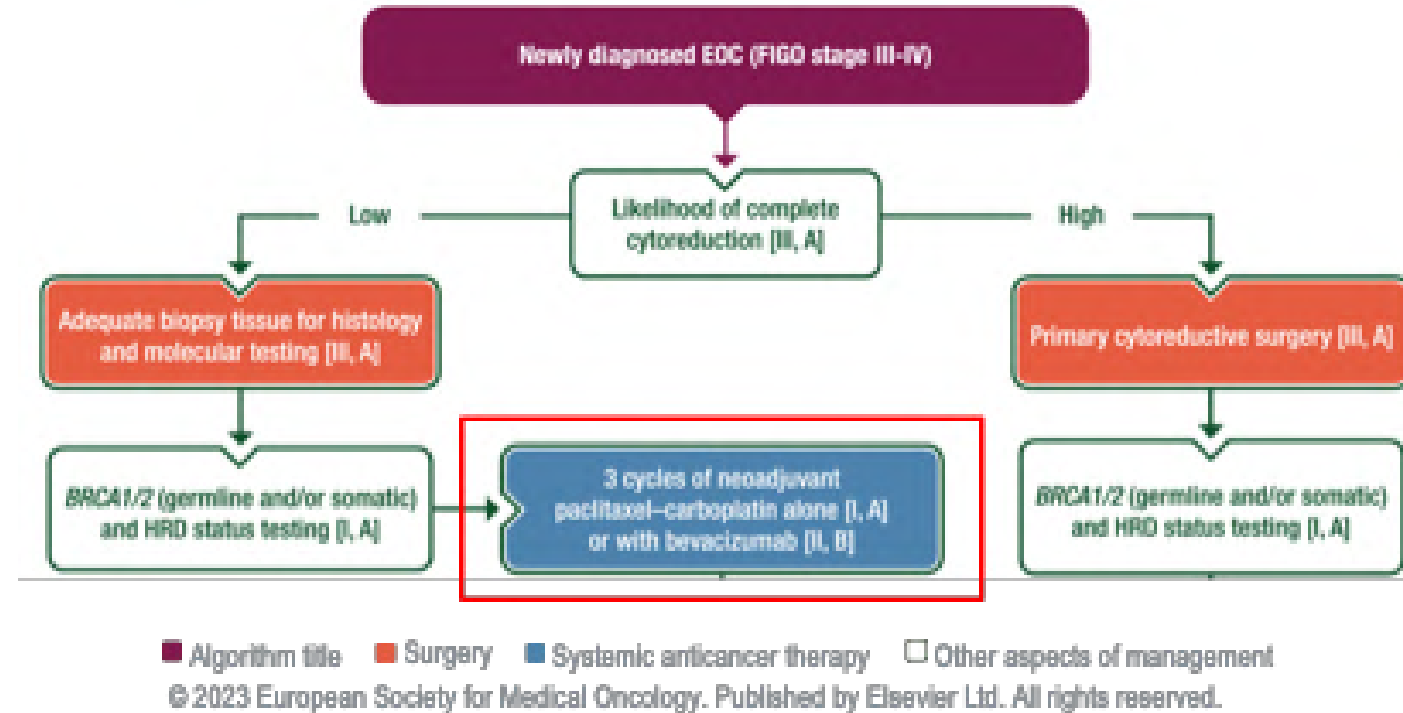 Newly diagnosed EOC (FIGO stage III-IV)
Likelihood of complete
cytoreduction [III, A]
Low
High
Adequate biopsy tissue for histology
and molecular testing [III, A]
Primary cytoreductive surgery [III, A]
BRCA1/2 (germline and/or somatic)
and HRD status testing [I, A]
3 cycles of neoadjuvant
paclitaxel–carboplatin alone [I, A]
or with bevacizumab [II, B]
BRCA1/2 (germline and/or somatic)
and HRD status testing [I, A]
Algorithm title Surgery Systemic anticancer therapy Other aspects of management
© 2023 European Society for Medical Oncology. Published by Elsevier Ltd. All rights reserved.